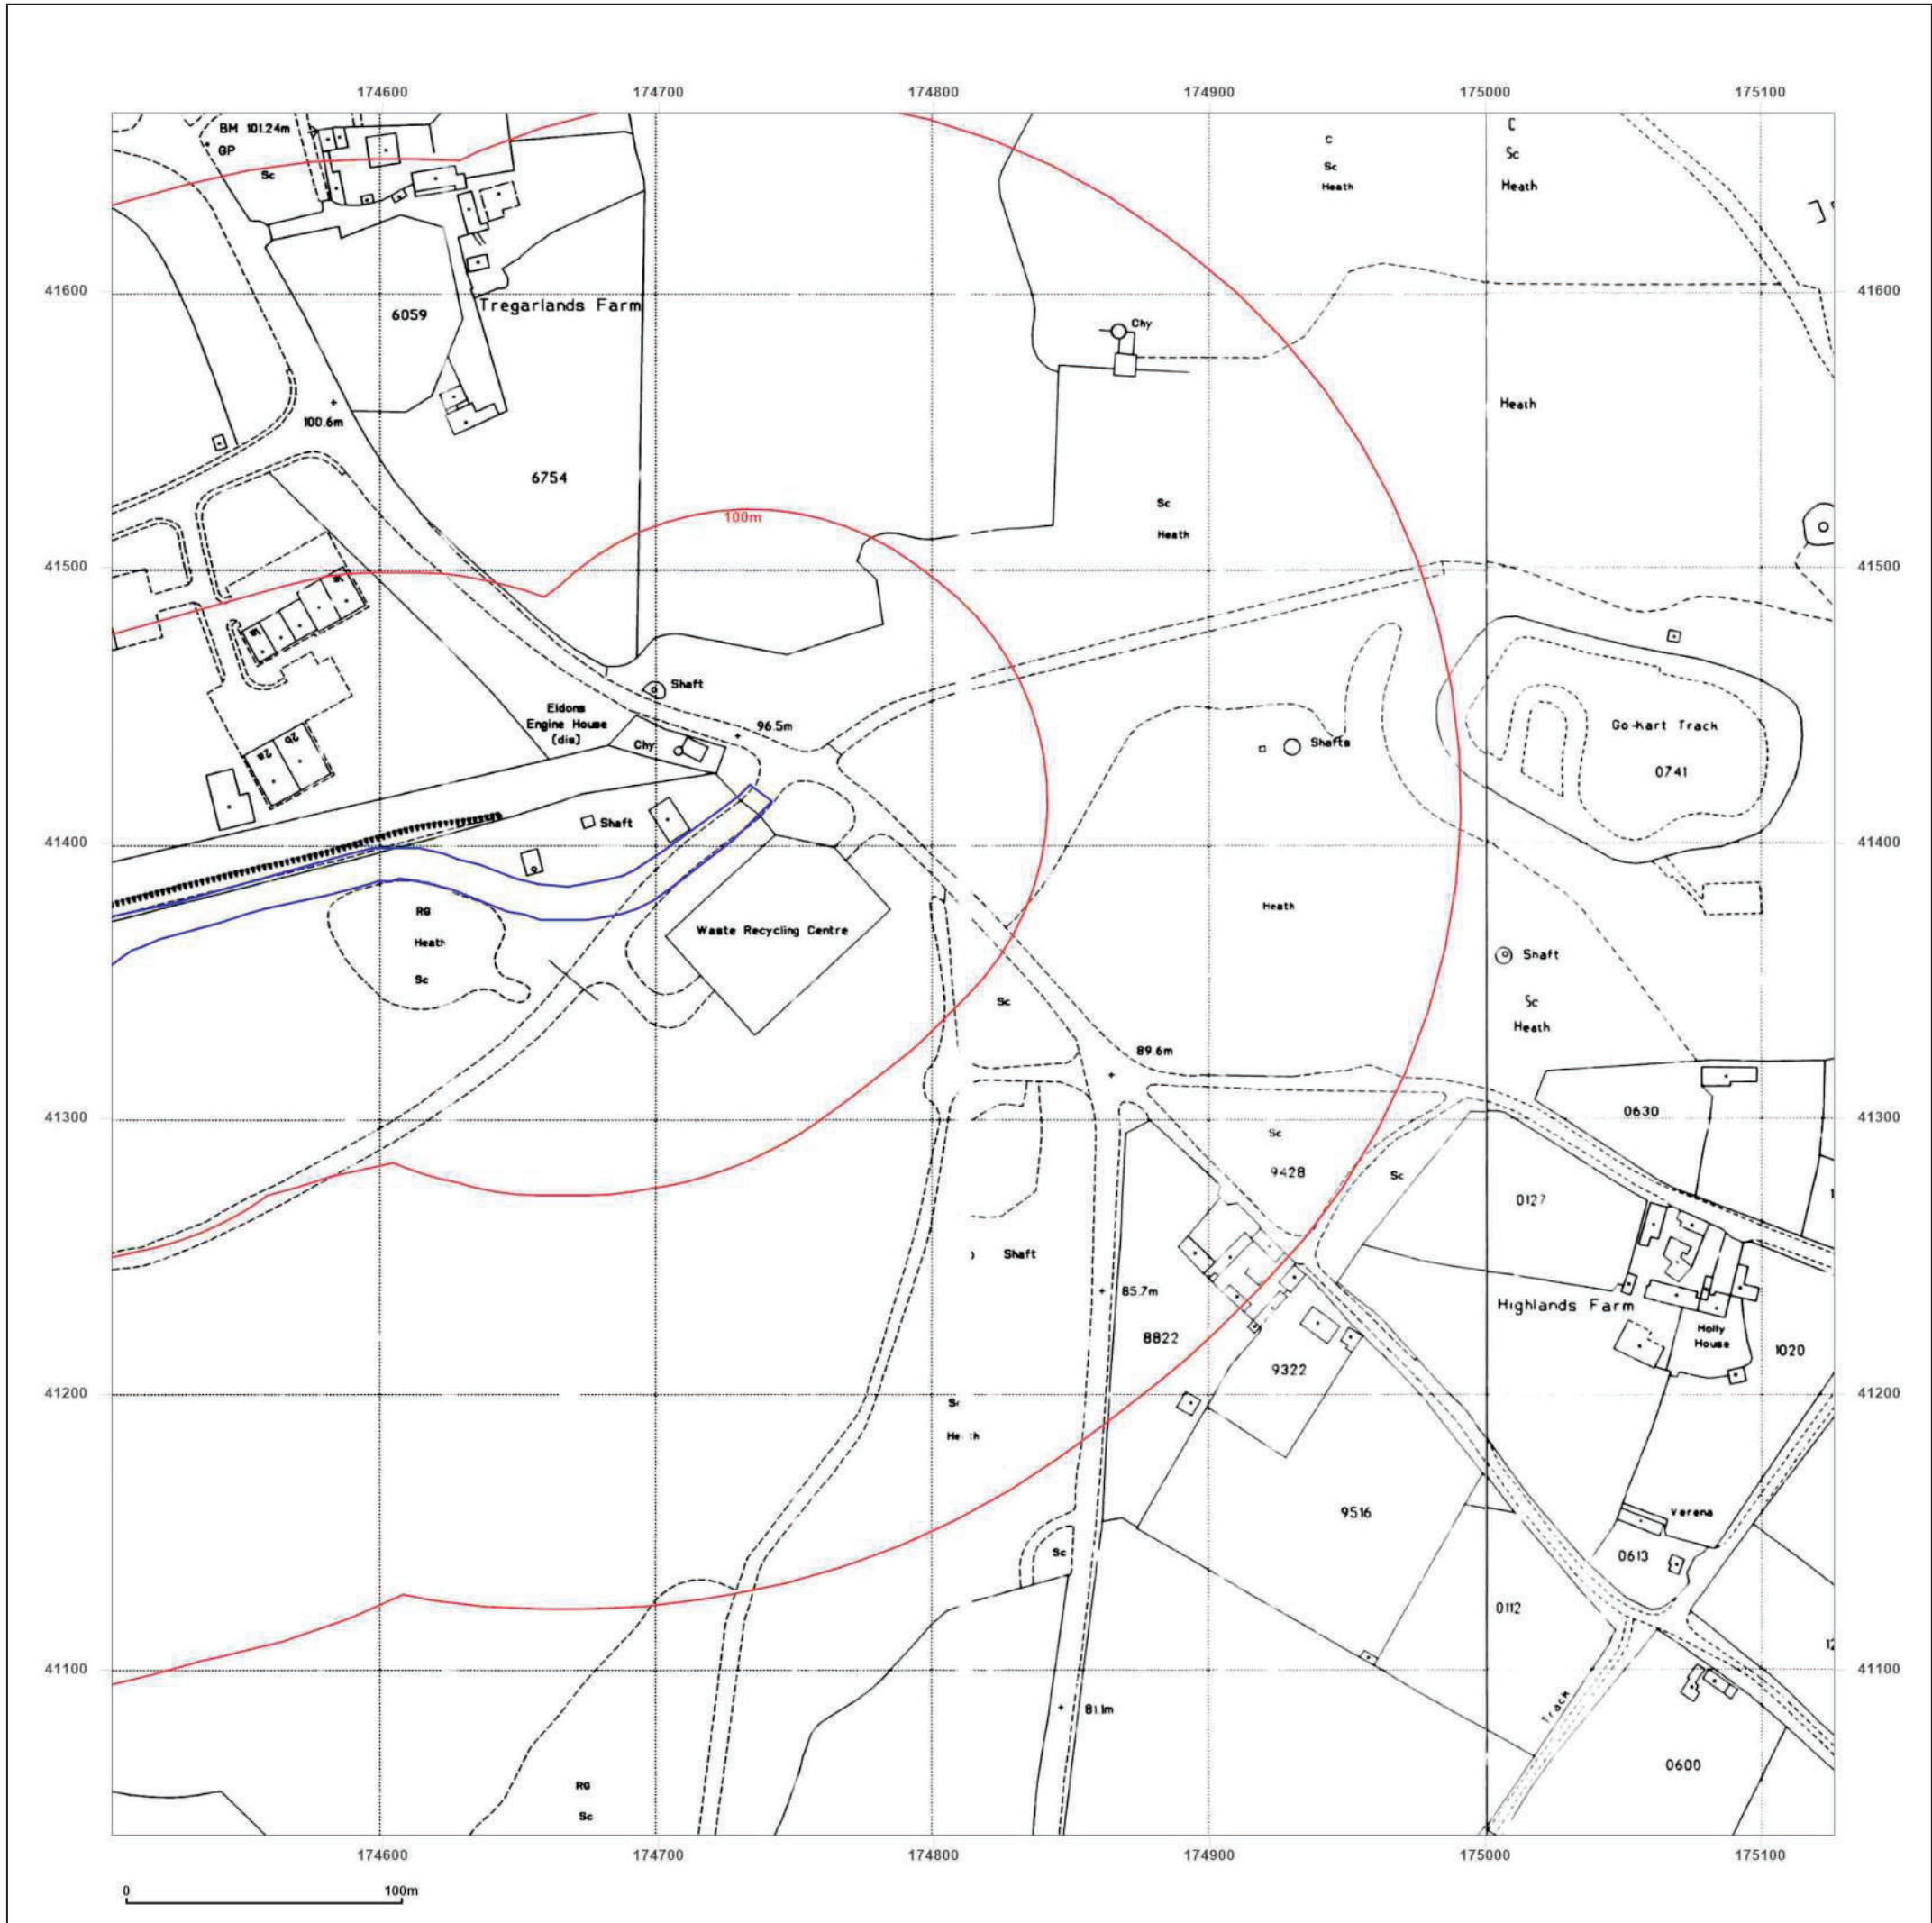 174600 174700 174800 174900 175000 175100
BM 101.24m
GP
Sc
C
Sc
Heath
C
Sc
Heath
41600 41600
6059
Tregarlands Farm
Chy
Heath
100.6m
6754
Sc
Heath
100m
41500 41500
Shaft
Eldons
Engine House
(dis)
Chy
96.5m
Shafts
Go-Kart Track
0741
2a
2b
Shaft
41400 41400
RG
Heath
Sc
Waste Recycling Centre
Heath
Shaft
Sc
Heath
Sc
89.6m
41300 41300
0630
Sc
9428
Sc
0127
Shaft
85.7m
Highlands Farm
8822
9322
Holly
House
1020
41200 41200
Sc
9516
Verena
Sc
0613
0112
41100 41100
81.1m
Track
RG
Sc
0600
174600 174700 174800 174900 175000 175100
0 100m